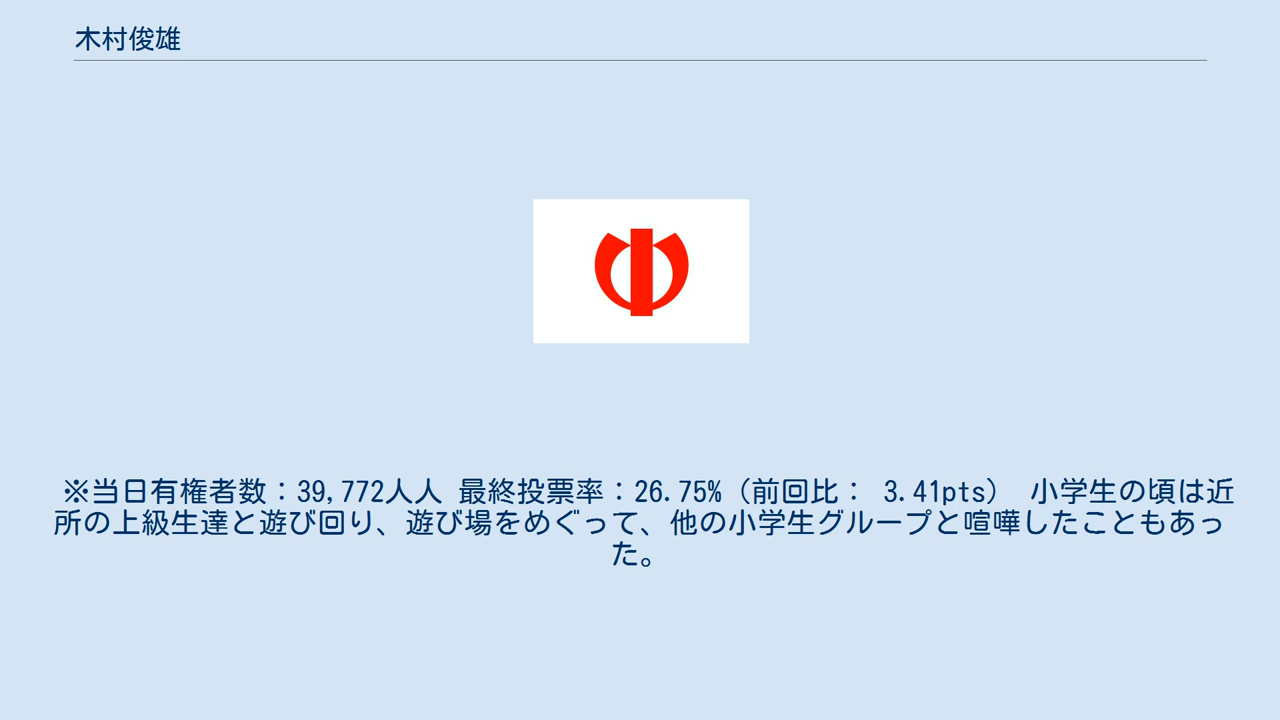 木村俊雄
※当日有権者数：39,772人人 最終投票率：26.75%（前回比： 3.41pts） 小学生の頃は近
所の上級生達と遊び回り、遊び場をめぐって、他の小学生グループと喧嘩したこともあっ
た。